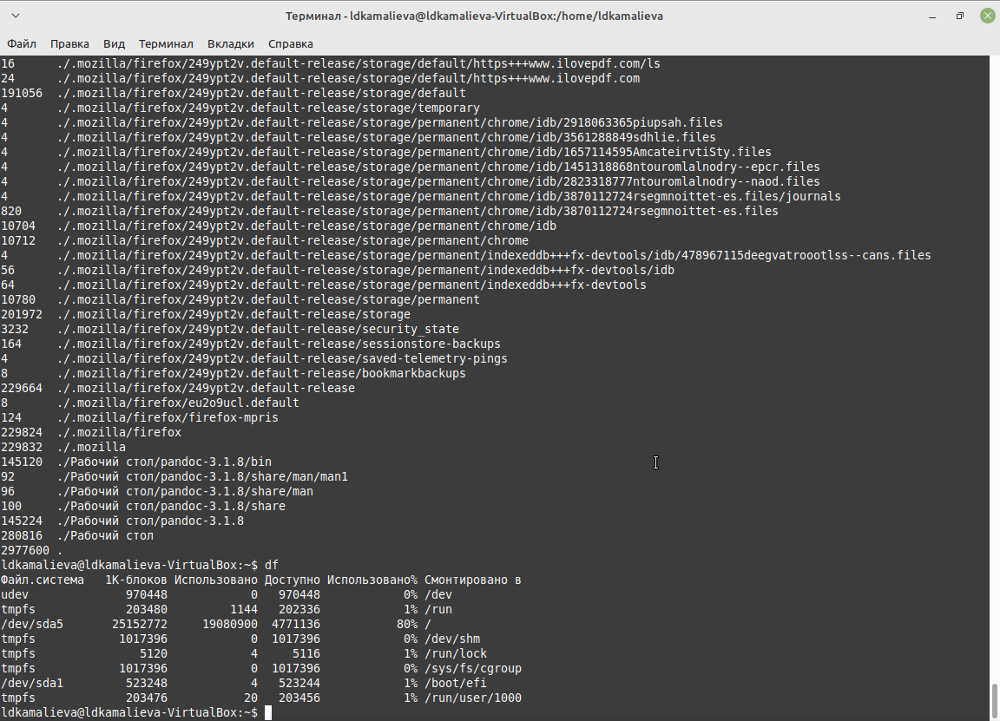 Терминал - ldkamalieva@ldkamalieva-VirtualBox:/home/ldkamalieva
Файл Правка Вид Терминал Вкладки Справка
16 ./.mozilla/firefox/249ypt2v.default-release/storage/default/https+++www.ilovepdf.com/ls
24 ./.mozilla/firefox/249ypt2v.default-release/storage/default/https+++www.ilovepdf.com
191056 ./.mozilla/firefox/249ypt2v.default-release/storage/default
4 ./.mozilla/firefox/249ypt2v.default-release/storage/temporary
4 ./.mozilla/firefox/249ypt2v.default-release/storage/permanent/chrome/idb/2918063365piupsah.files
4 ./.mozilla/firefox/249ypt2v.default-release/storage/permanent/chrome/idb/3561288849sdhlie.files
4 ./.mozilla/firefox/249ypt2v.default-release/storage/permanent/chrome/idb/1657114595AmcateirvtiSty.files
4 ./.mozilla/firefox/249ypt2v.default-release/storage/permanent/chrome/idb/1451318868ntouromlalnodry--epcr.files
4 ./.mozilla/firefox/249ypt2v.default-release/storage/permanent/chrome/idb/2823318777ntouromlalnodry--naod.files
4 ./.mozilla/firefox/249ypt2v.default-release/storage/permanent/chrome/idb/3870112724rsegmnoittet-es.files/journals
820 ./.mozilla/firefox/249ypt2v.default-release/storage/permanent/chrome/idb/3870112724rsegmnoittet-es.files
10704 ./.mozilla/firefox/249ypt2v.default-release/storage/permanent/chrome/idb
10712 ./.mozilla/firefox/249ypt2v.default-release/storage/permanent/chrome
4 ./.mozilla/firefox/249ypt2v.default-release/storage/permanent/indexeddb+++fx-devtools/idb/478967115deegvatroootlss--cans.files
56 ./.mozilla/firefox/249ypt2v.default-release/storage/permanent/indexeddb+++fx-devtools/idb
64 ./.mozilla/firefox/249ypt2v.default-release/storage/permanent/indexeddb+++fx-devtools
10780 ./.mozilla/firefox/249ypt2v.default-release/storage/permanent
201972 ./.mozilla/firefox/249ypt2v.default-release/storage
3232 ./.mozilla/firefox/249ypt2v.default-release/security_state
164 ./.mozilla/firefox/249ypt2v.default-release/sessionstore-backups
4 ./.mozilla/firefox/249ypt2v.default-release/saved-telemetry-pings
8 ./.mozilla/firefox/249ypt2v.default-release/bookmarkbackups
229664 ./.mozilla/firefox/249ypt2v.default-release
8 ./.mozilla/firefox/eu2o9ucl.default
124 ./.mozilla/firefox/firefox-mpris
229824 ./.mozilla/firefox
229832 ./.mozilla
145120 ./Рабочий стол/pandoc-3.1.8/bin
92 ./Рабочий стол/pandoc-3.1.8/share/man/man1
96 ./Рабочий стол/pandoc-3.1.8/share/man
100 ./Рабочий стол/pandoc-3.1.8/share
145224 ./Рабочий стол/pandoc-3.1.8
280816 ./Рабочий стол
2977600 .
ldkamalieva@ldkamalieva-VirtualBox:~$ df
Файл.система 1K-блоков Использовано Доступно Использовано% Смонтировано в
udev 970448 0 970448 0% /dev
tmpfs 203480 1144 202336 1% /run
/dev/sda5 25152772 19080900 4771136 80% /
tmpfs 1017396 0 1017396 0% /dev/shm
tmpfs 5120 4 5116 1% /run/lock
tmpfs 1017396 0 1017396 0% /sys/fs/cgroup
/dev/sda1 523248 4 523244 1% /boot/efi
tmpfs 203476 20 203456 1% /run/user/1000
ldkamalieva@ldkamalieva-VirtualBox:~$